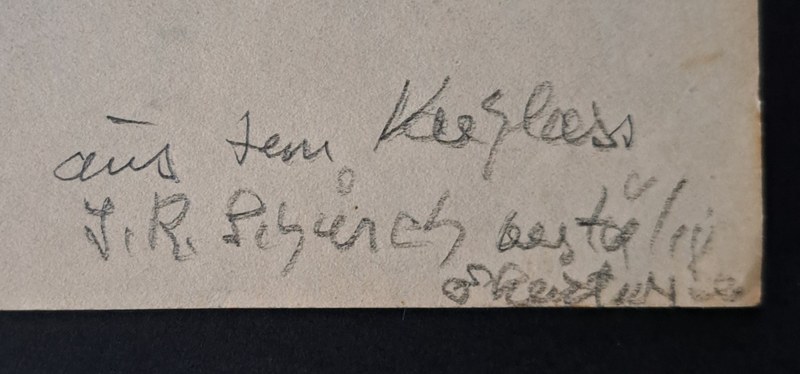 aus dem Nachlass
J. R. Schürch bestätigt